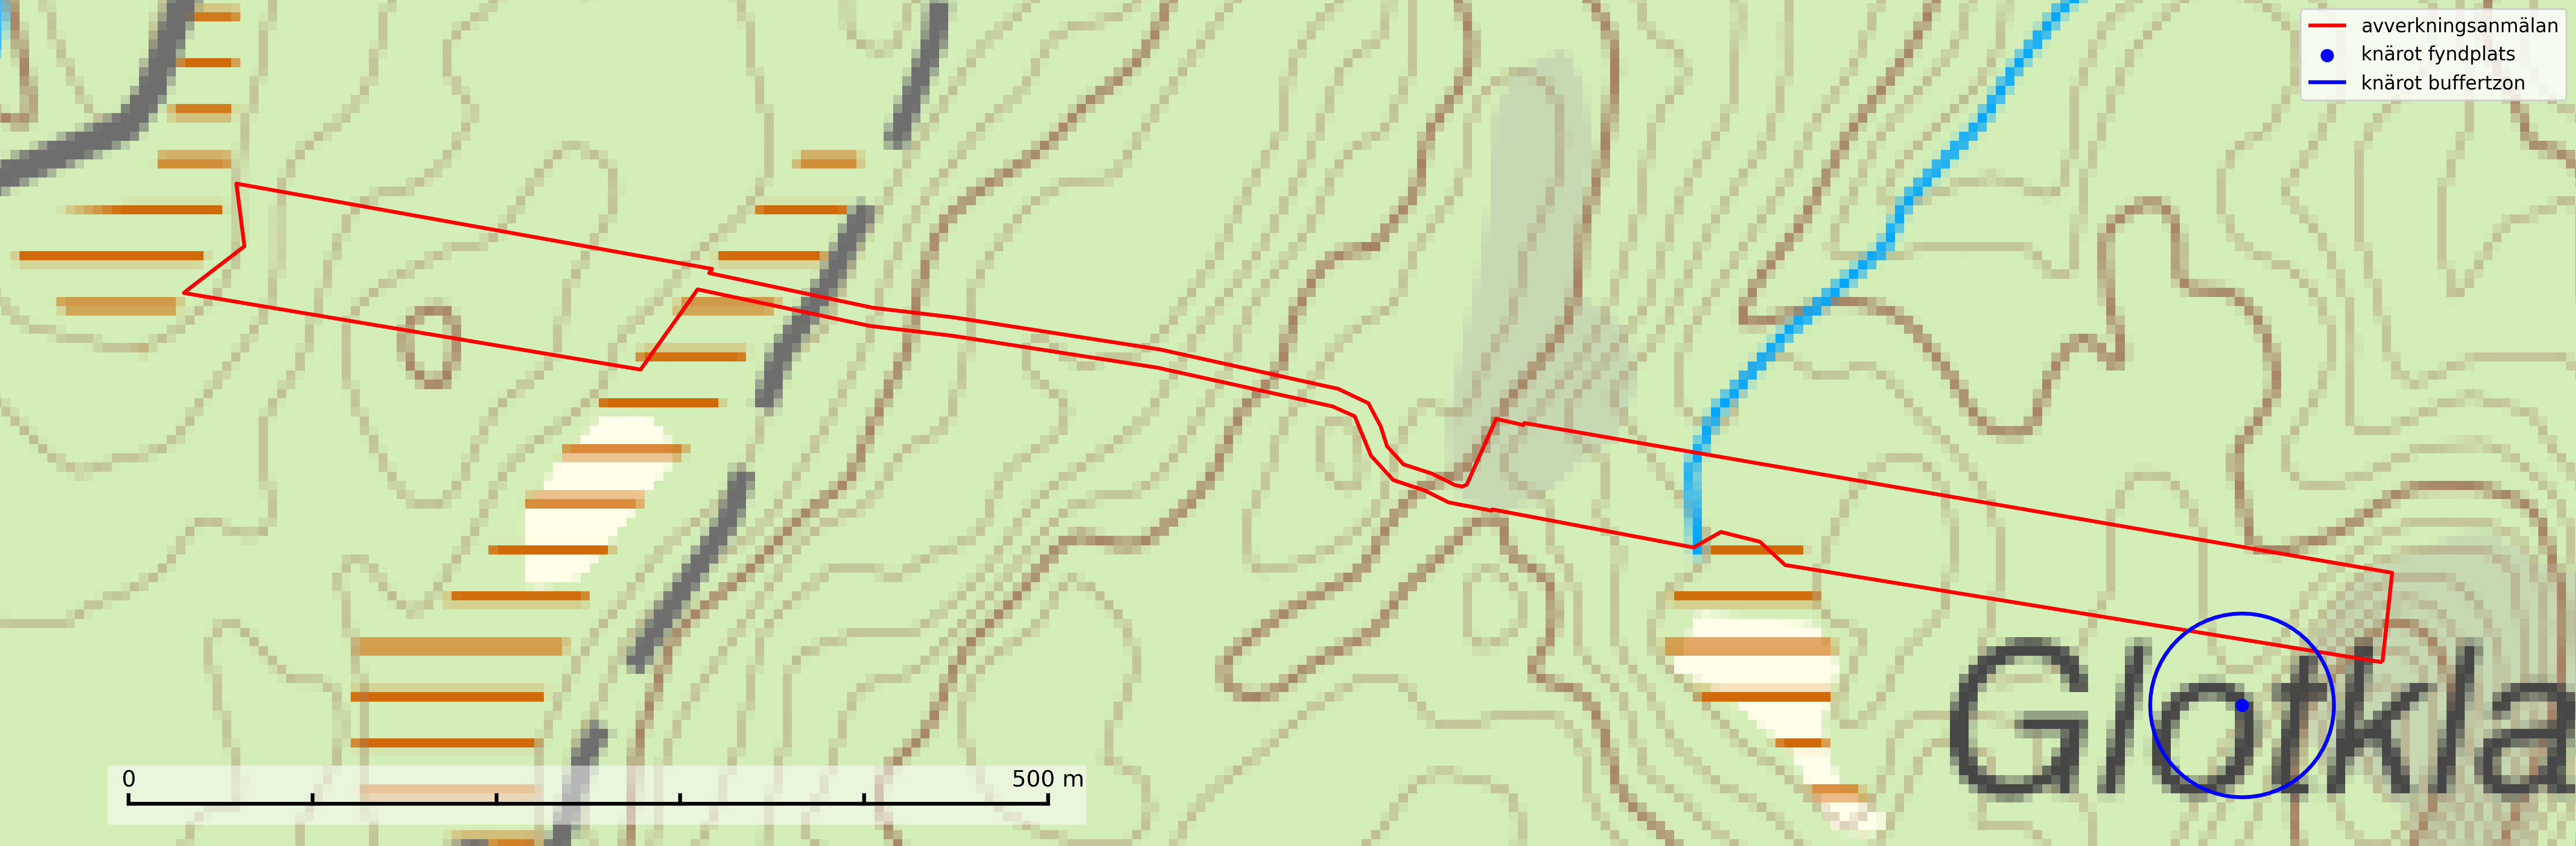 avverkningsanmälan
knärot fyndplats
knärot buffertzon
Glotkla
0 500 m